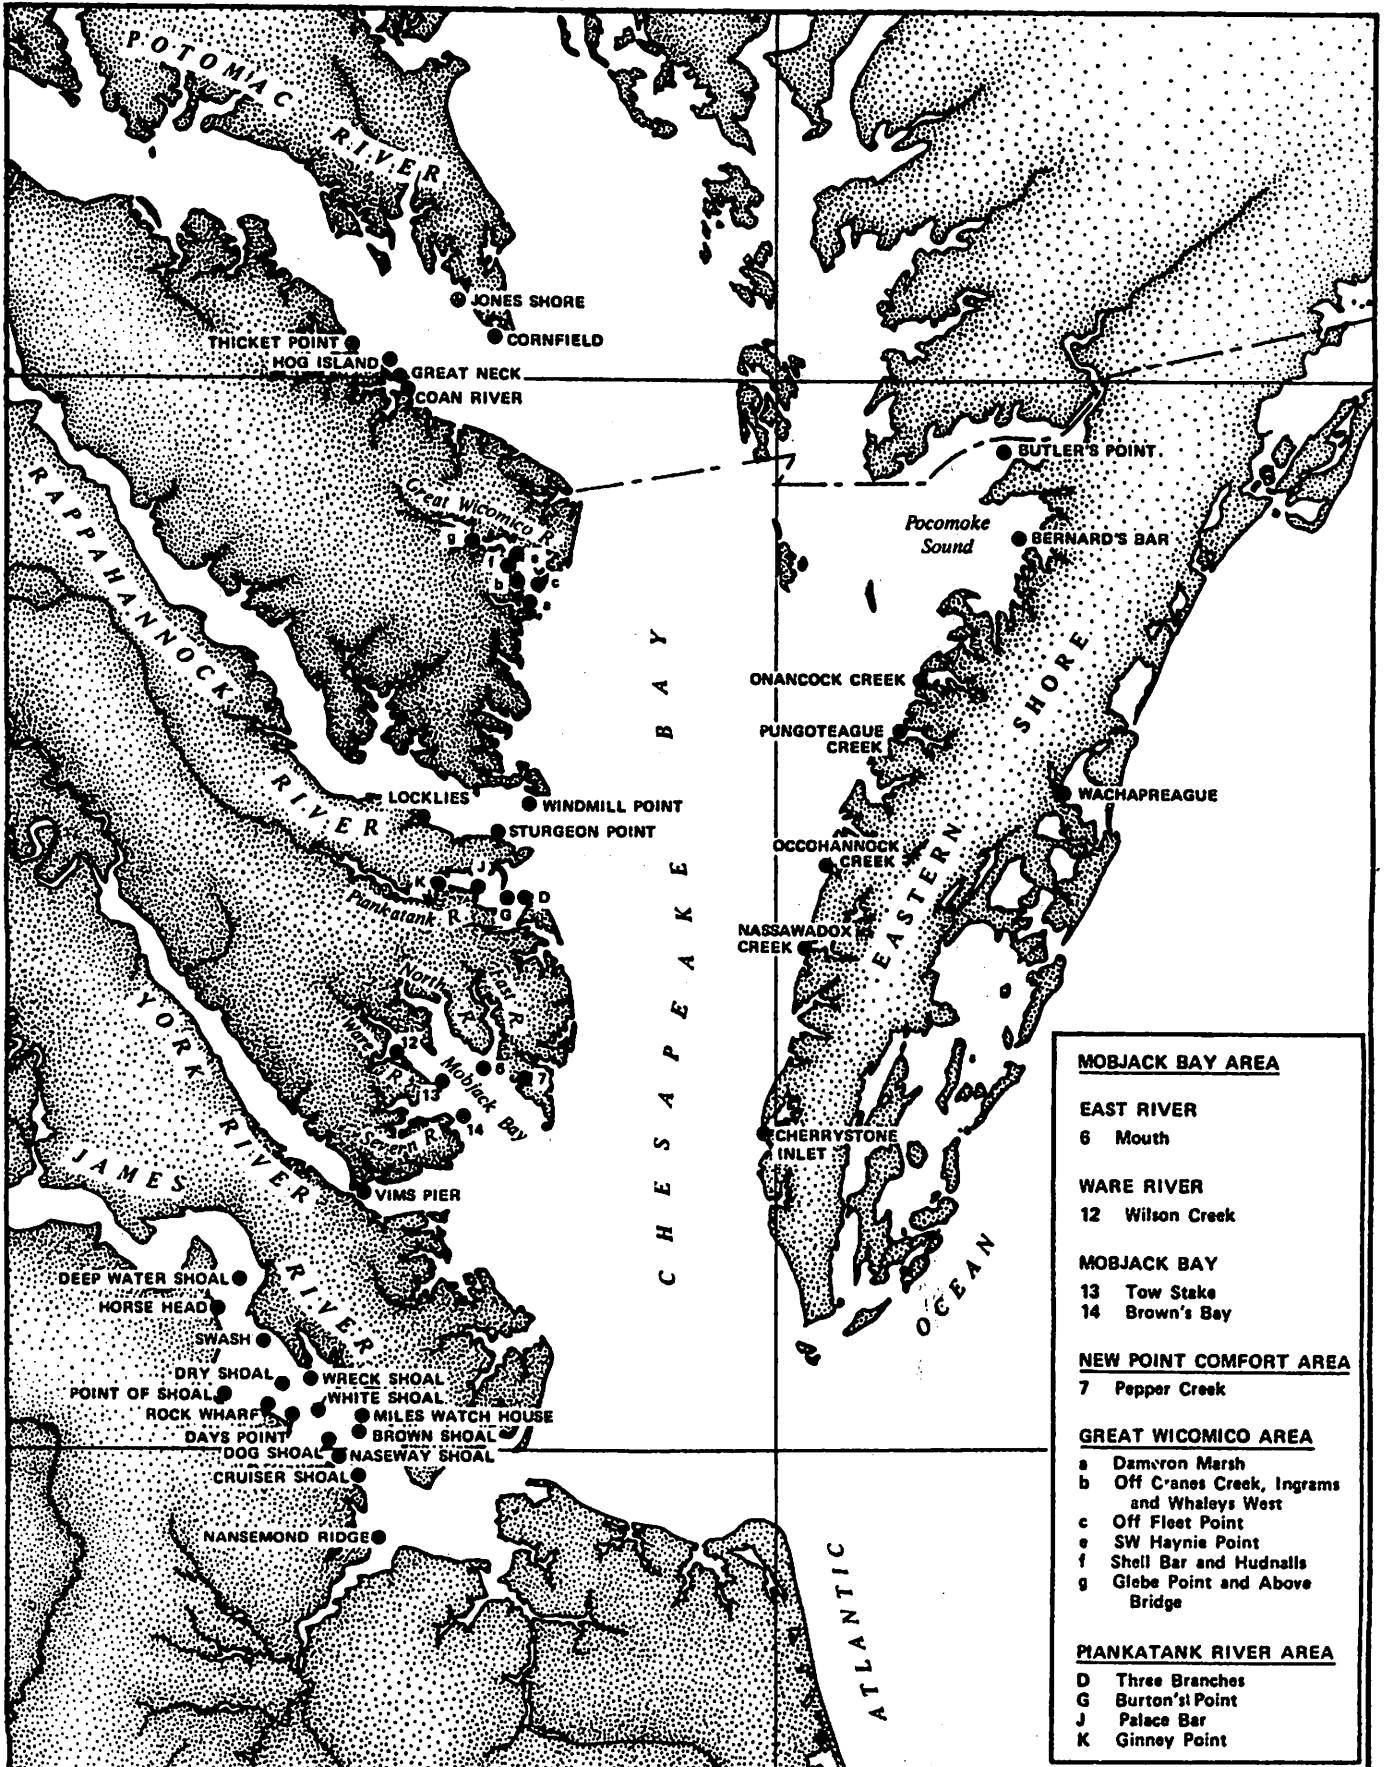 POTOMAC RIVER
JONES SHORE
CORNFIELD
THICKET POINT
HOG ISLAND
GREAT NECK
COAN RIVER
BUTLER'S POINT
RAPPAHANNOCK RIVER
Great Wicomico R.
g
e
f
b
c
a
Pocomoke
Sound
BERNARD'S BAR
CHESAPEAKE BAY
EASTERN SHORE
ONANCOCK CREEK
PUNGOTEAGUE
CREEK
WACHAPREAGUE
LOCKLIES
WINDMILL POINT
STURGEON POINT
OCCOHANNOCK
CREEK
J
K
G
D
Piankatank R.
NASSAWADOX
CREEK
North R.
East R.
Ware R.
12
Mobjack Bay
6
7
13
14
Severn R.
YORK RIVER
CHERRYSTONE
INLET
VIMS PIER
JAMES RIVER
DEEP WATER SHOAL
HORSE HEAD
SWASH
DRY SHOAL
WRECK SHOAL
POINT OF SHOAL
WHITE SHOAL
ROCK WHARF
MILES WATCH HOUSE
DAYS POINT
BROWN SHOAL
DOG SHOAL
NASEWAY SHOAL
CRUISER SHOAL
NANSEMOND RIDGE
ATLANTIC OCEAN
MOBJACK BAY AREA
EAST RIVER
6 Mouth
WARE RIVER
12 Wilson Creek
MOBJACK BAY
13 Tow Stake
14 Brown's Bay
NEW POINT COMFORT AREA
7 Pepper Creek
GREAT WICOMICO AREA
a Dameron Marsh
b Off Cranes Creek, Ingrams
and Whaleys West
c Off Fleet Point
e SW Haynie Point
f Shell Bar and Hudnalls
g Glebe Point and Above
Bridge
PIANKATANK RIVER AREA
D Three Branches
G Burton's Point
J Palace Bar
K Ginney Point